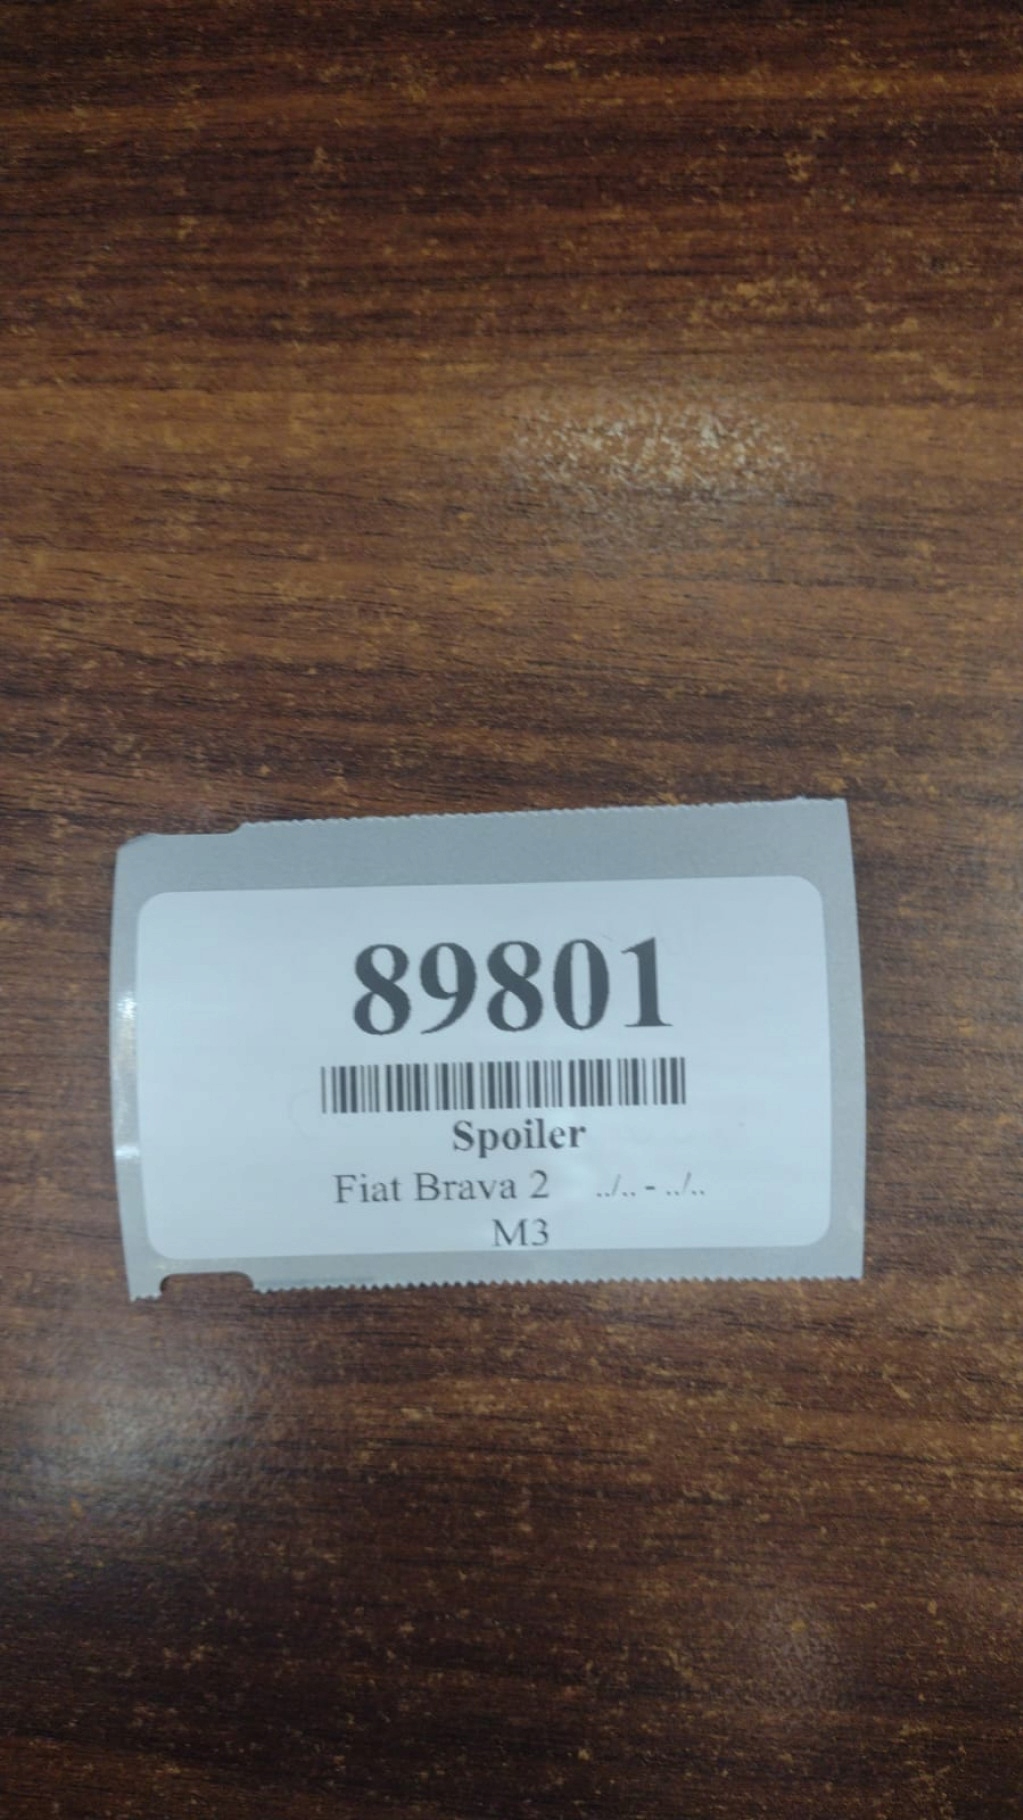 89801
Spoiler
Fiat Brava 2 ../.. - ../..
M3